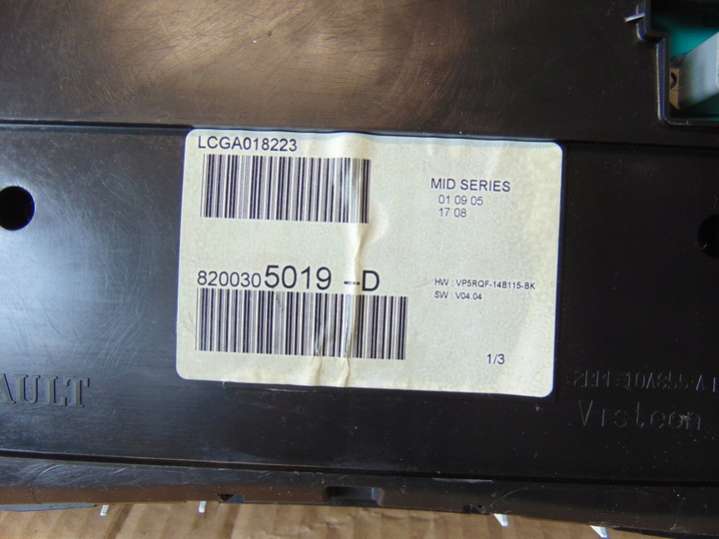 LCGA018223
MID SERIES
01 09 05
17 08
8200305019 -- D
HW : VP5RQF-14B115-BK
SW : V04.04
1/3
AULT
Visteon